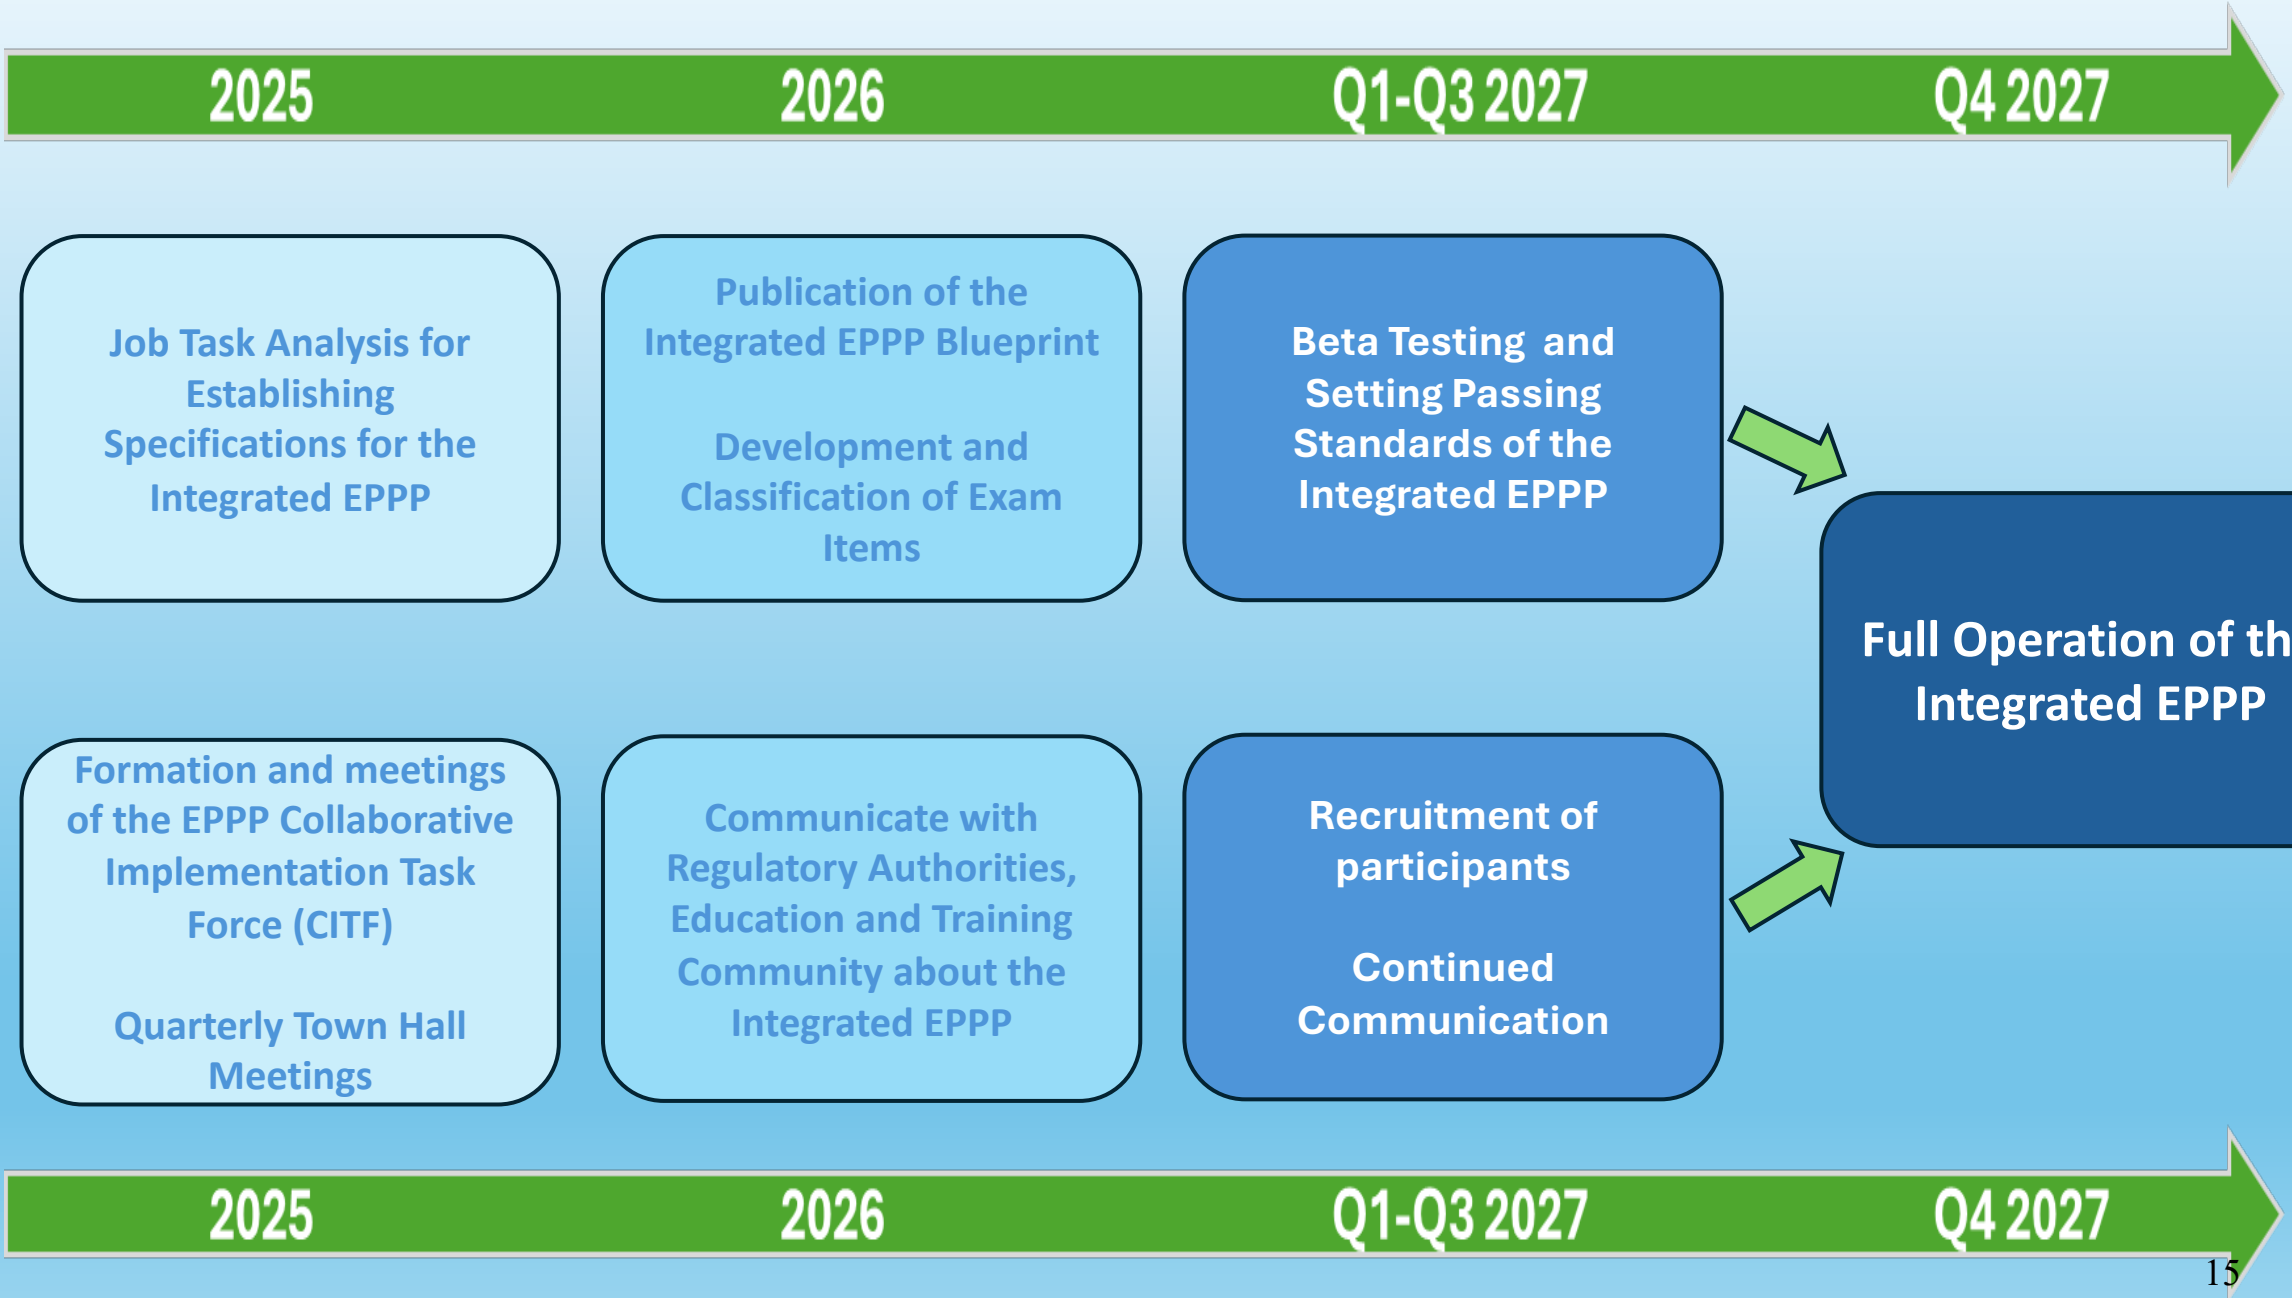 2025 2026 Q1-Q3 2027 Q4 2027
Job Task Analysis for
Establishing
Specifications for the
Integrated EPPP
Publication of the
Integrated EPPP Blueprint
Development and
Classification of Exam
Items
Beta Testing and
Setting Passing
Standards of the
Integrated EPPP
Full Operation of th
Integrated EPPP
Formation and meetings
of the EPPP Collaborative
Implementation Task
Force (CITF)
Quarterly Town Hall
Meetings
Communicate with
Regulatory Authorities,
Education and Training
Community about the
Integrated EPPP
Recruitment of
participants
Continued
Communication
2025 2026 Q1-Q3 2027 Q4 2027
15